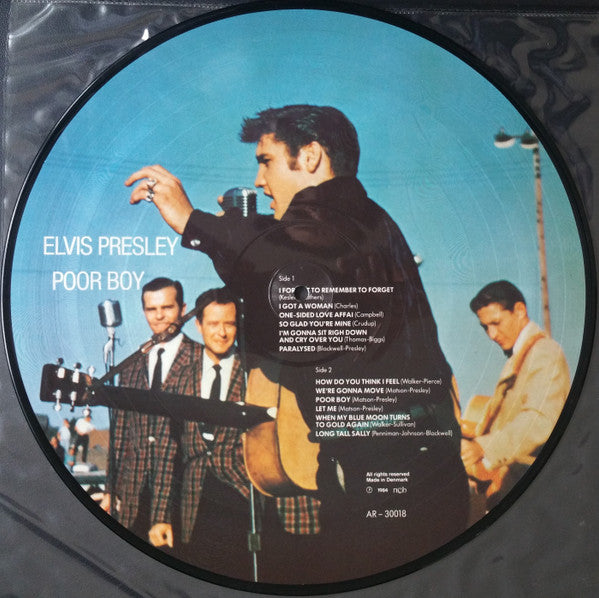 ELVIS PRESLEY
POOR BOY
Side 1
TO REMEMBER TO FORGET
I GOT A WOMAN (Charles)
ONE-SIDED LOVE AFFAI (Campbell)
SO GLAD YOU'RE MINE (Crudup)
I'M GONNA SIT RIGH DOWN
AND CRY OVER YOU (Thomas-Biggs)
PARALYSED (Blackwell-Presley)
Side 2
HOW DO YOU THINK I FEEL (Walker-Pierce)
WE'RE GONNA MOVE (Matson-Presley)
POOR BOY (Matson-Presley)
LET ME (Matson-Presley)
WHEN MY BLUE MOON TURNS
TO GOLD AGAIN (Walker-Sullivan)
LONG TALL SALLY (Penniman-Johnson-Blackwell)
All rights reserved
Made in Denmark
℗ 1984 ncb
AR – 30018